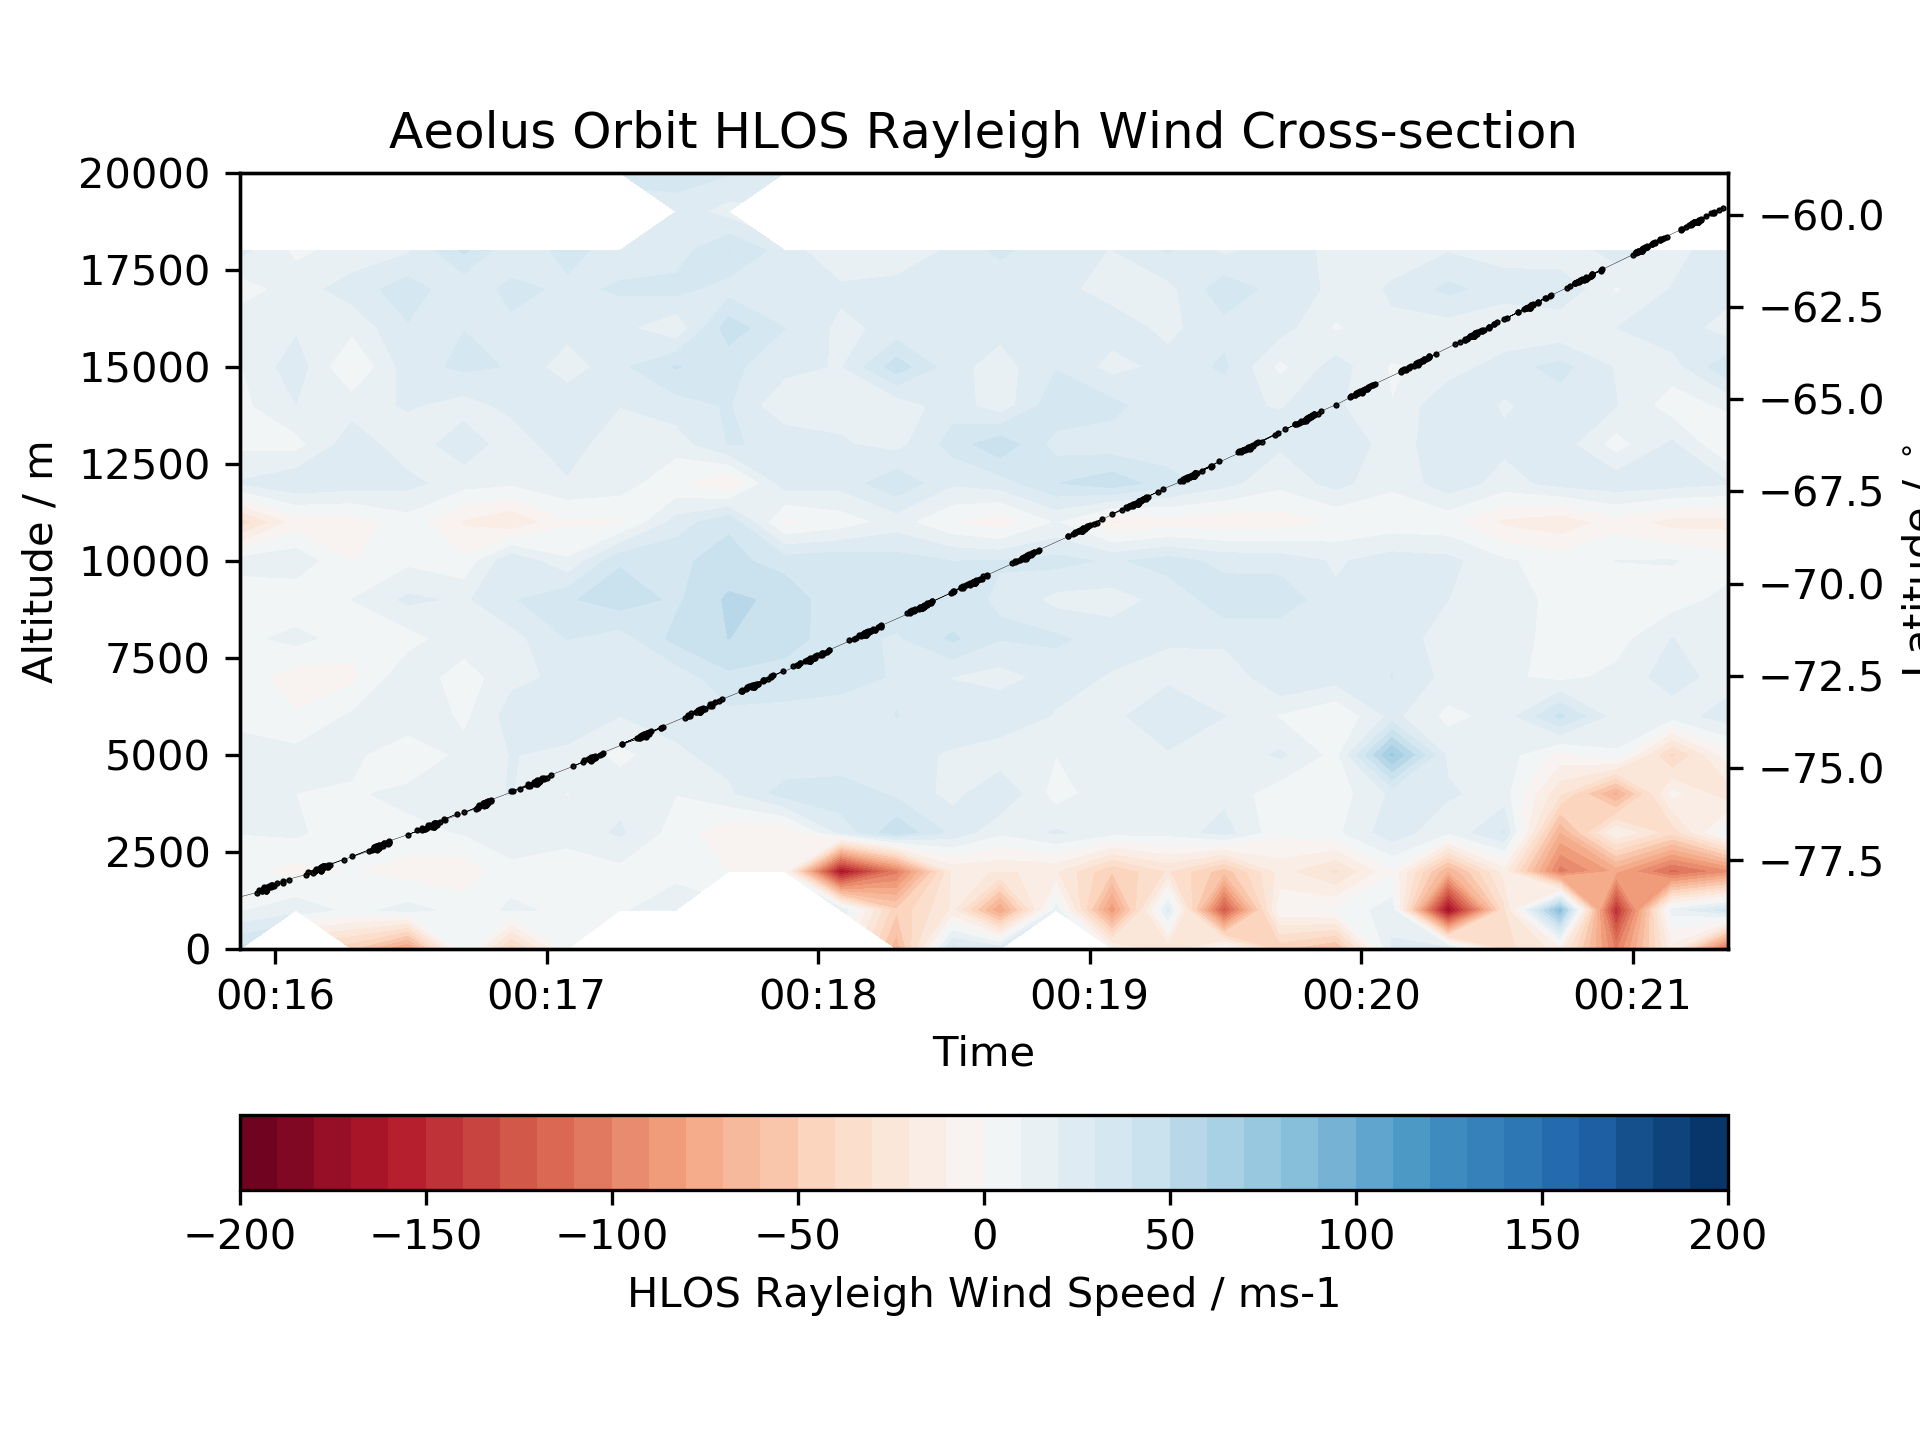 Aeolus Orbit HLOS Rayleigh Wind Cross-section
20000
17500
15000
12500
10000
7500
5000
2500
0
Altitude / m
−60.0
−62.5
−65.0
−67.5
−70.0
−72.5
−75.0
−77.5
Latitude / °
00:16 00:17 00:18 00:19 00:20 00:21
Time
−200 −150 −100 −50 0 50 100 150 200
HLOS Rayleigh Wind Speed / ms-1